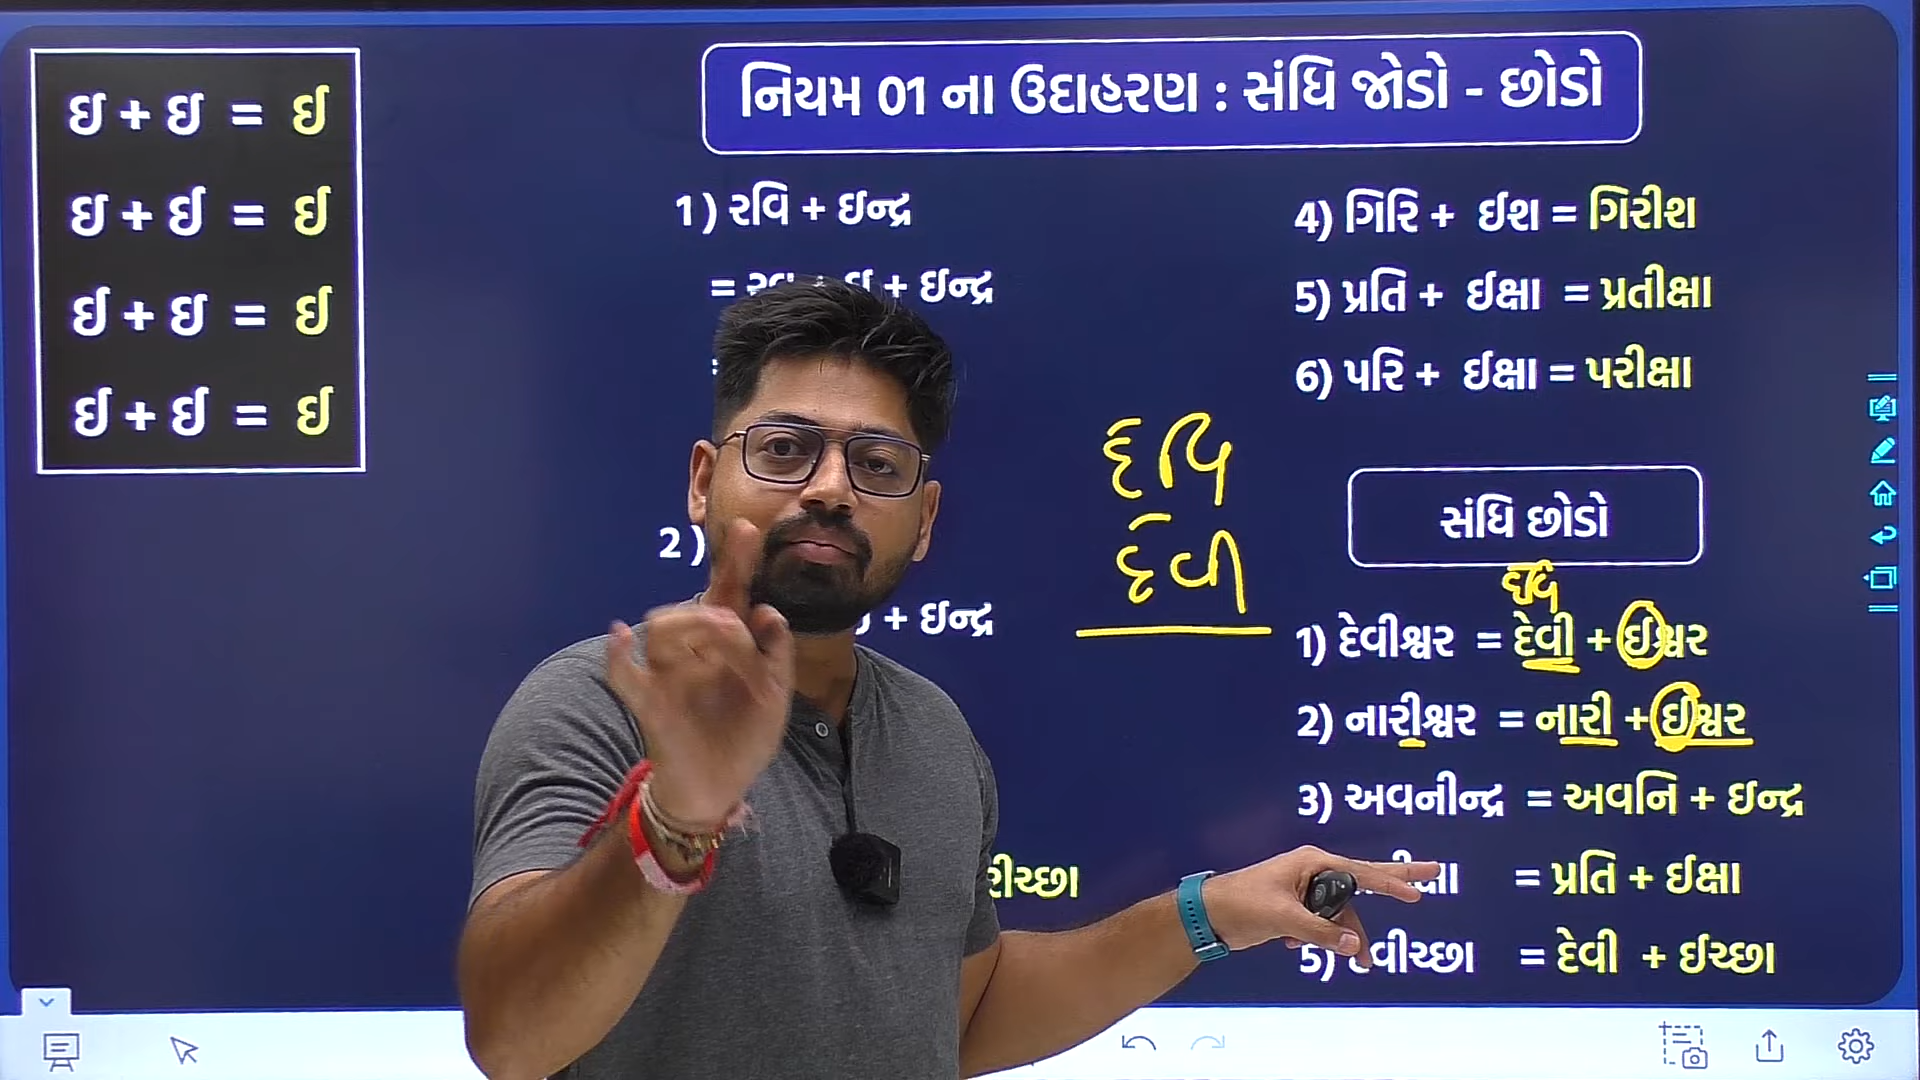 ઇ + ઇ = ઈ
ઇ + ઈ = ઈ
ઈ + ઇ = ઈ
ઈ + ઈ = ઈ
નિયમ 01 ના ઉદાહરણ : સંધિ જોડો - છોડો
1) રવિ + ઇન્દ્ર
+ ઇન્દ્ર
2)
+ ઇન્દ્ર
રીચ્છા
4) ગિરિ + ઈશ = ગિરીશ
5) પ્રતિ + ઈક્ષા = પ્રતીક્ષા
6) પરિ + ઈક્ષા = પરીક્ષા
દેવી
સંધિ છોડો
1) દેવીશ્વર = દેવી + ઈશ્વર
2) નારીશ્વર = નારી + ઈશ્વર
3) અવનીન્દ્ર = અવનિ + ઇન્દ્ર
= પ્રતિ + ઈક્ષા
5) દેવીચ્છા = દેવી + ઈચ્છા